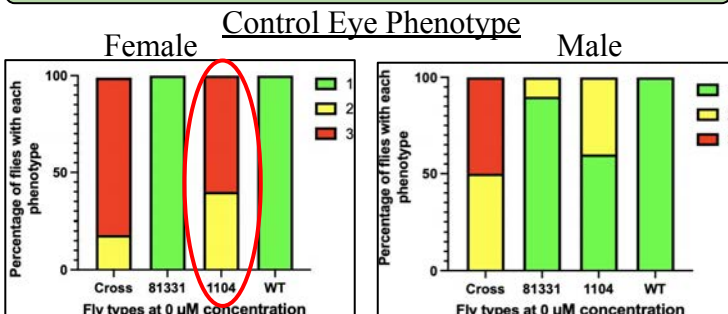 Control Eye Phenotype
Female
Male
Percentage of flies with each
phenotype
100
50
0
Cross 81331 1104 WT
Fly types at 0 µM concentration
1
2
3
Percentage of flies with each
phenotype
100
50
0
Cross 81331 1104 WT
Fly types at 0 µM concentration